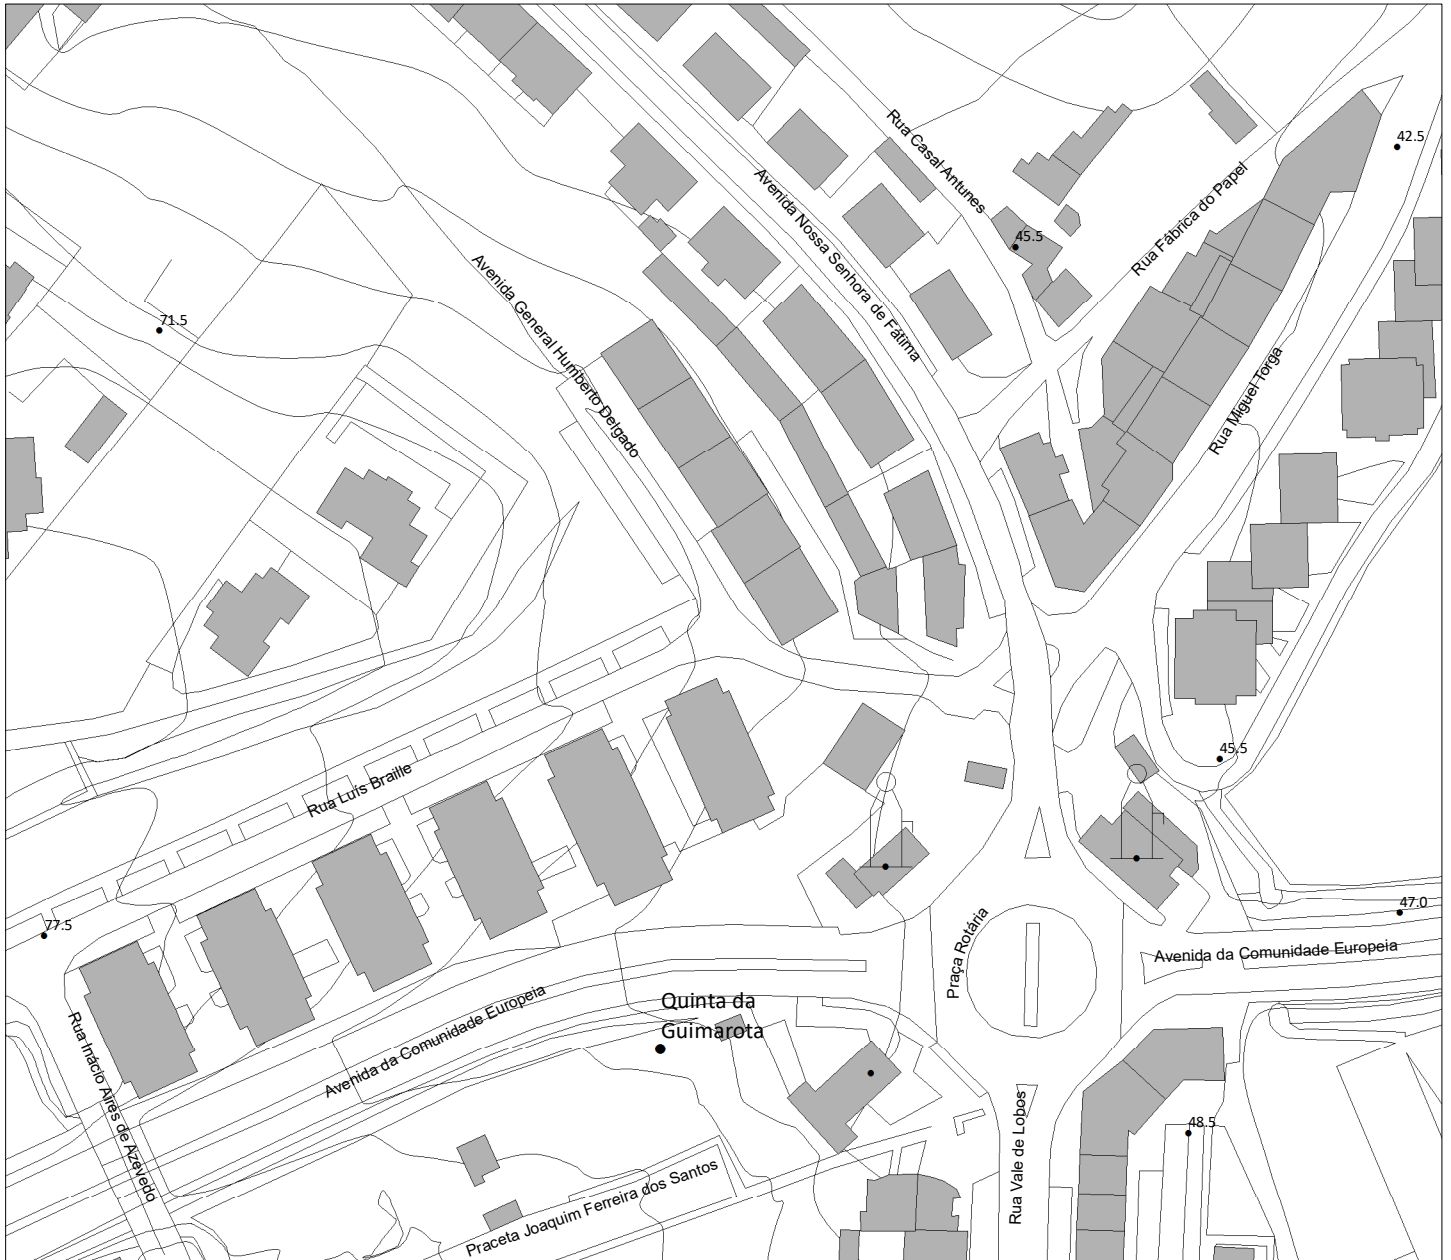 42.5
Rua Casal Antunes
Avenida Nossa Senhora de Fátima
Rua Fábrica do Papel
45.5
Avenida General Humberto Delgado
71.5
Rua Miguel Torga
45.5
Rua Luís Braille
77.5
47.0
Praça Rotária
Avenida da Comunidade Europeia
Quinta da
Guimarota
Avenida da Comunidade Europeia
Rua Inácio Aires de Azevedo
48.5
Rua Vale de Lobos
Praceta Joaquim Ferreira dos Santos